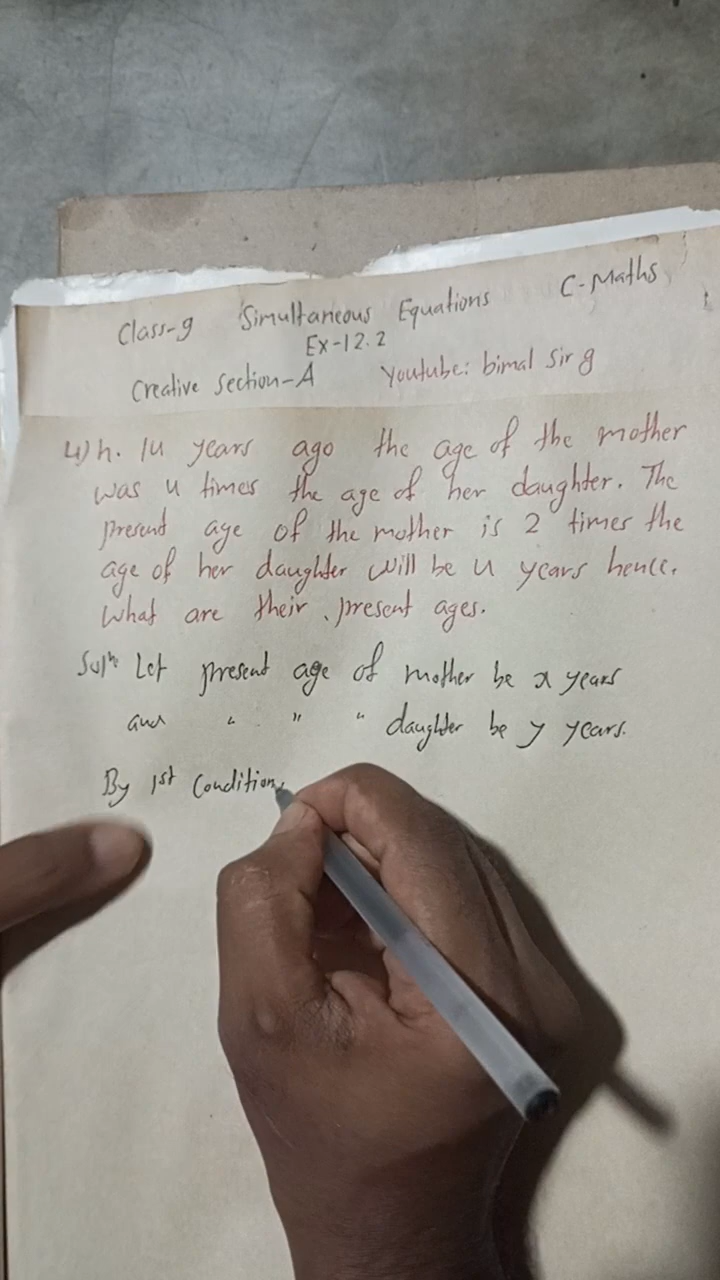 Class-9 Simultaneous Equations C-Maths
Ex-12.2
Creative Section-A Youtube: bimal sir 9
4) h. 14 years ago the age of the mother
was 4 times the age of her daughter. The
present age of the mother is 2 times the
age of her daughter will be 4 years hence.
What are their present ages.
Solⁿ Let present age of mother be x years
and " " " daughter be y years.
By 1st Condition,